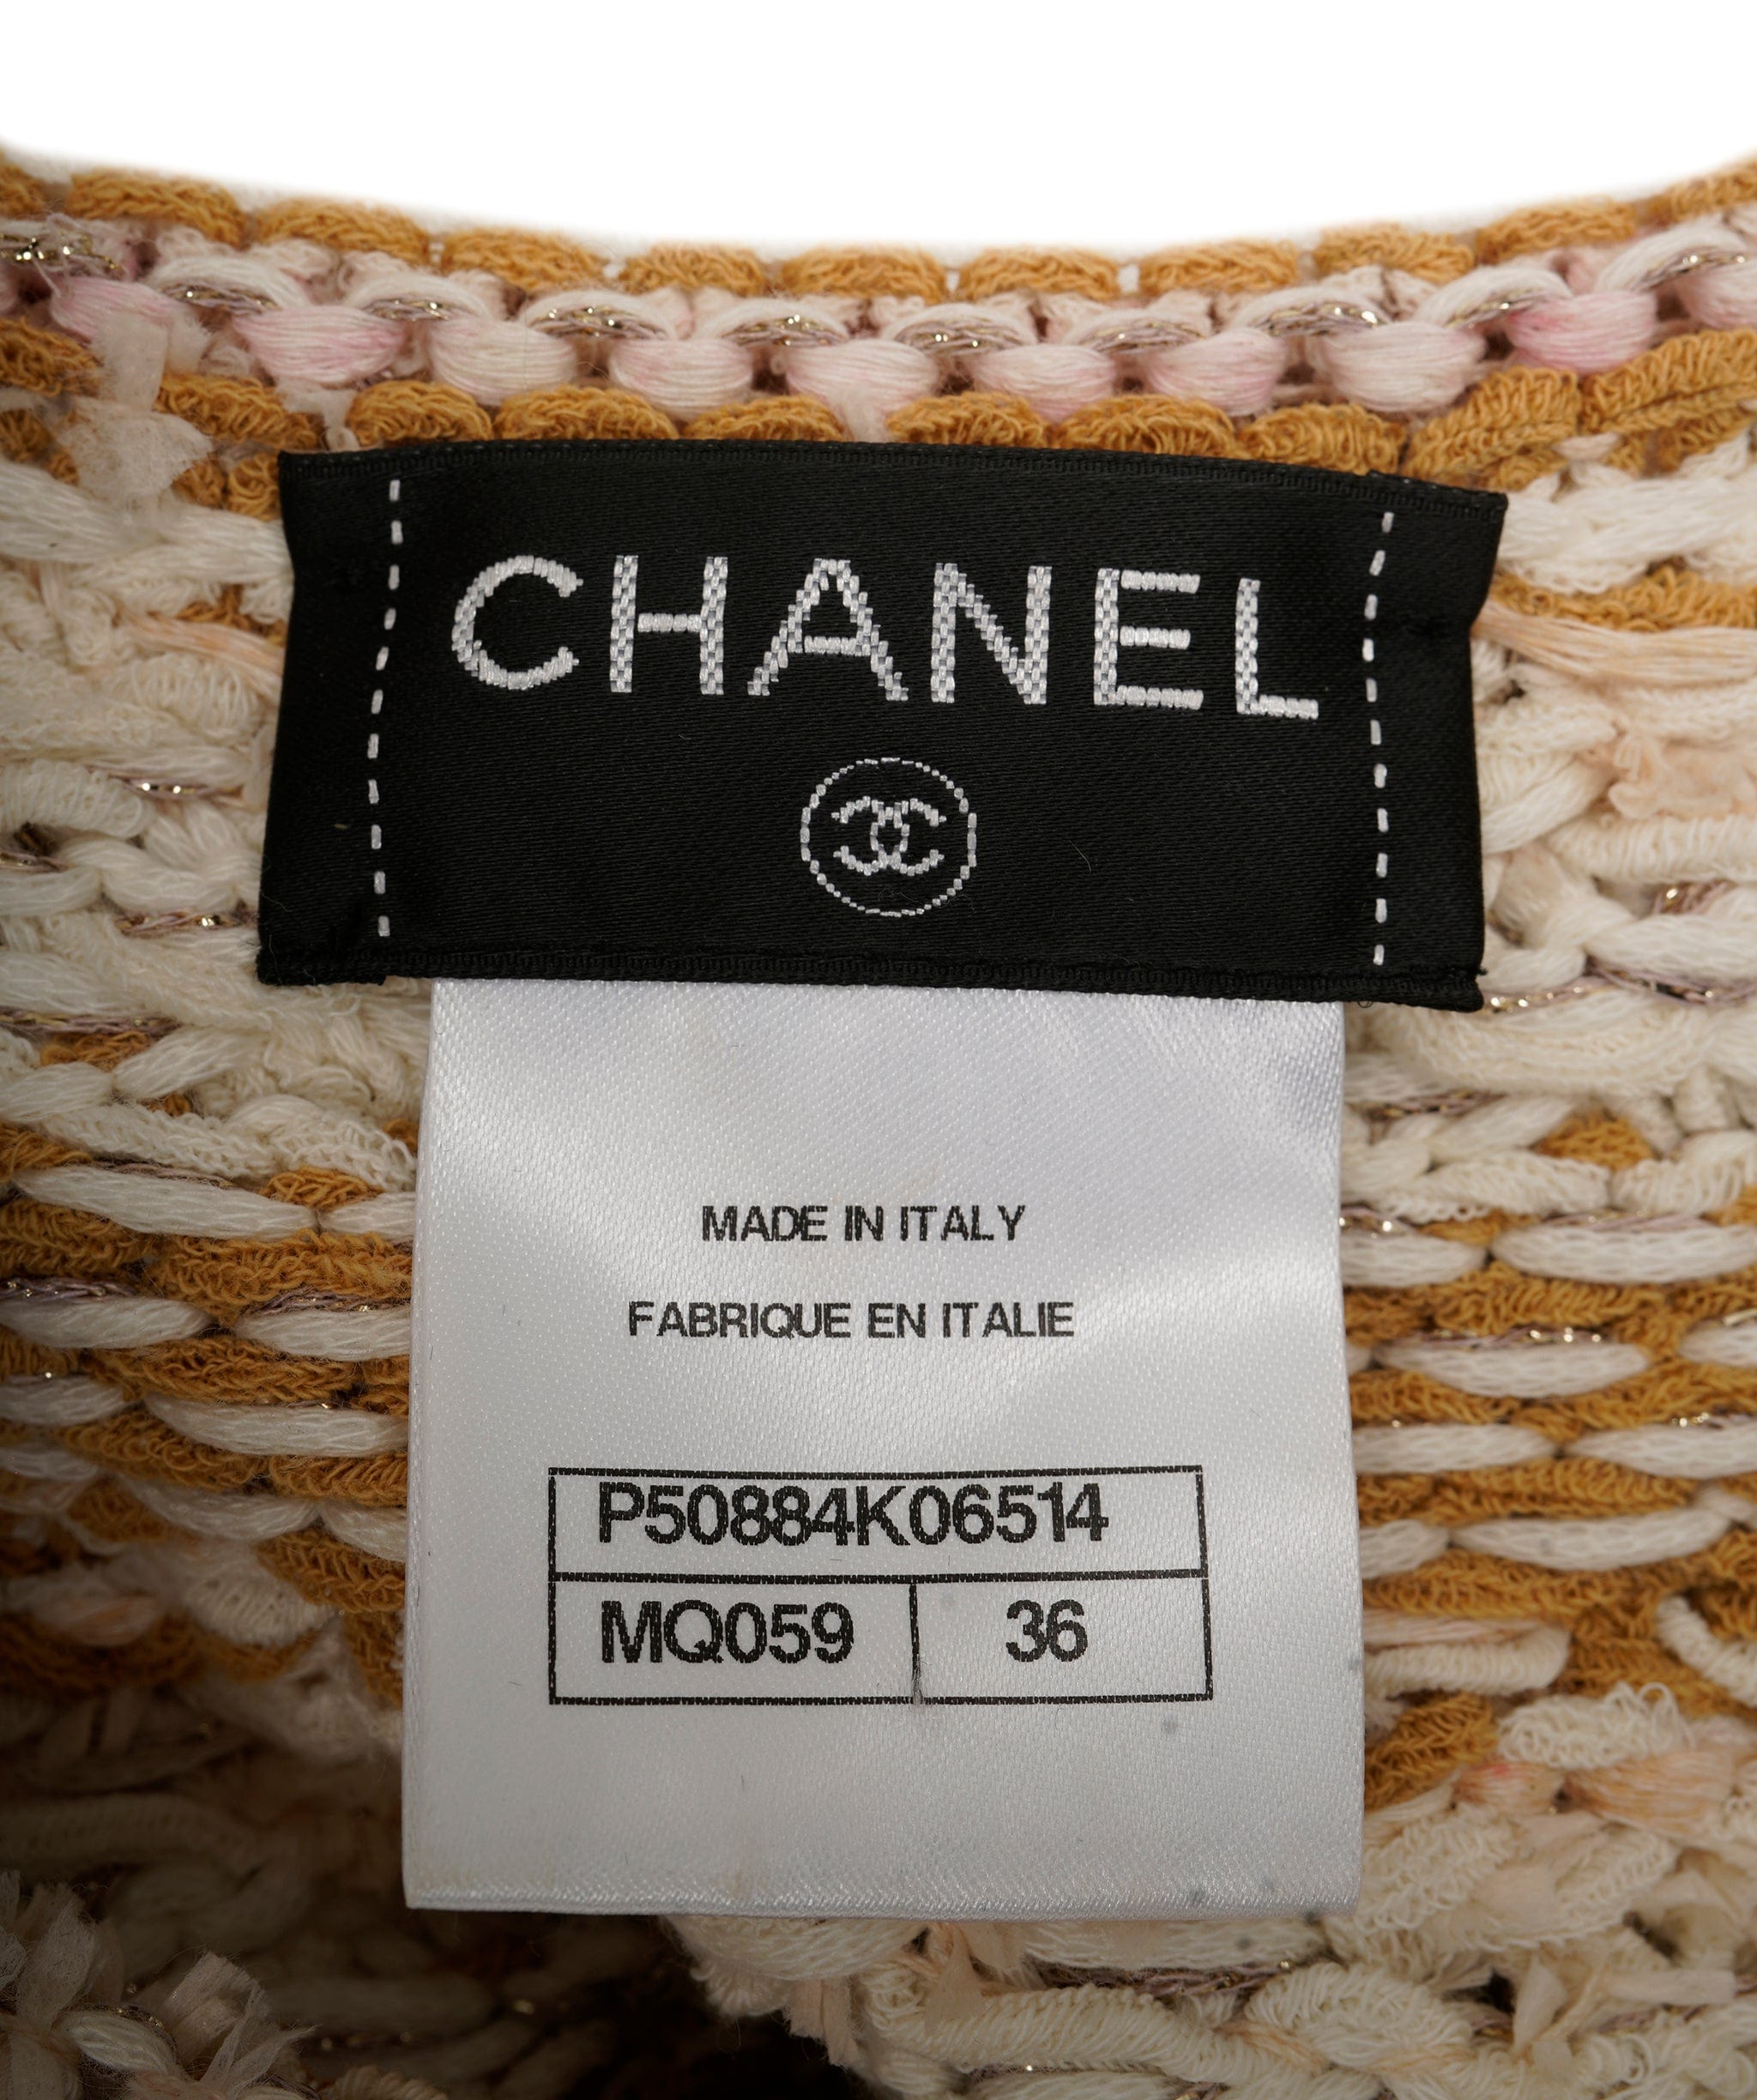 CHANEL
MADE IN ITALY
FABRIQUE EN ITALIE
P50884K06514
MQ059 36